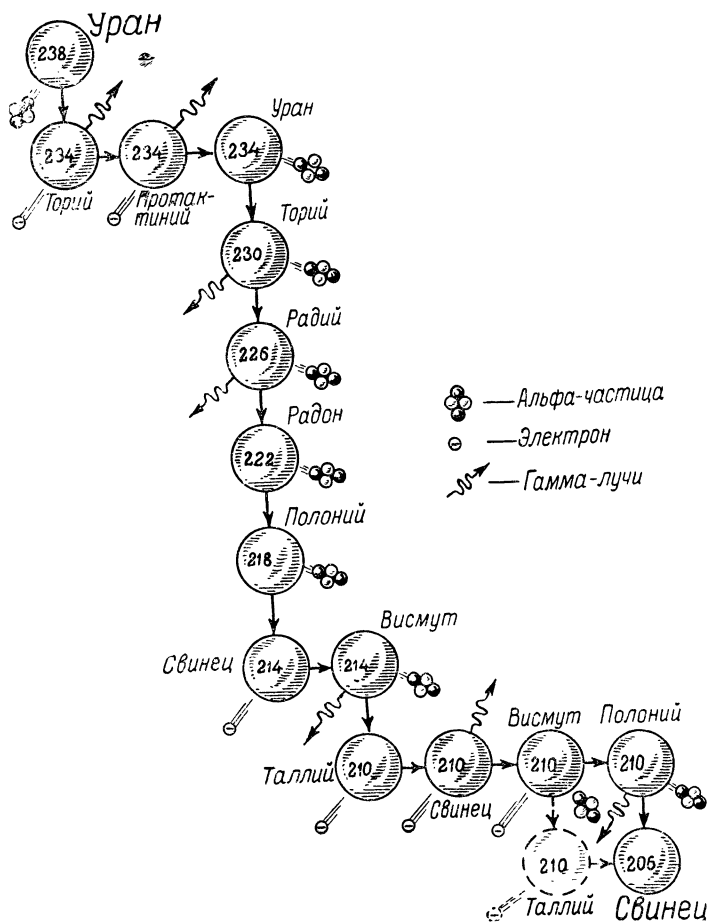 Уран
238
234
Торий
234
Протак-
тиний
Уран
234
Торий
230
Радий
226
Радон
222
Полоний
218
Альфа-частица
Электрон
Гамма-лучи
Свинец
214
Висмут
214
Таллий
210
210
Свинец
Висмут
210
Полоний
210
210
Таллий
206
Свинец